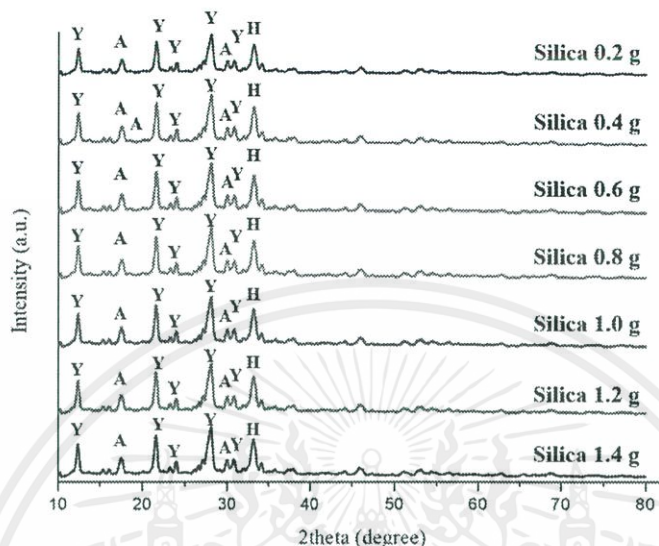 Y A Y Y Y A Y H Silica 0.2 g
Y A A Y Y Y A Y H Silica 0.4 g
Y A Y Y Y A Y H Silica 0.6 g
Y A Y Y Y A Y H Silica 0.8 g
Y A Y Y Y A Y H Silica 1.0 g
Y A Y Y Y A Y H Silica 1.2 g
Y A Y Y Y A Y H Silica 1.4 g
Intensity (a.u.)
10 20 30 40 50 60 70 80
2theta (degree)